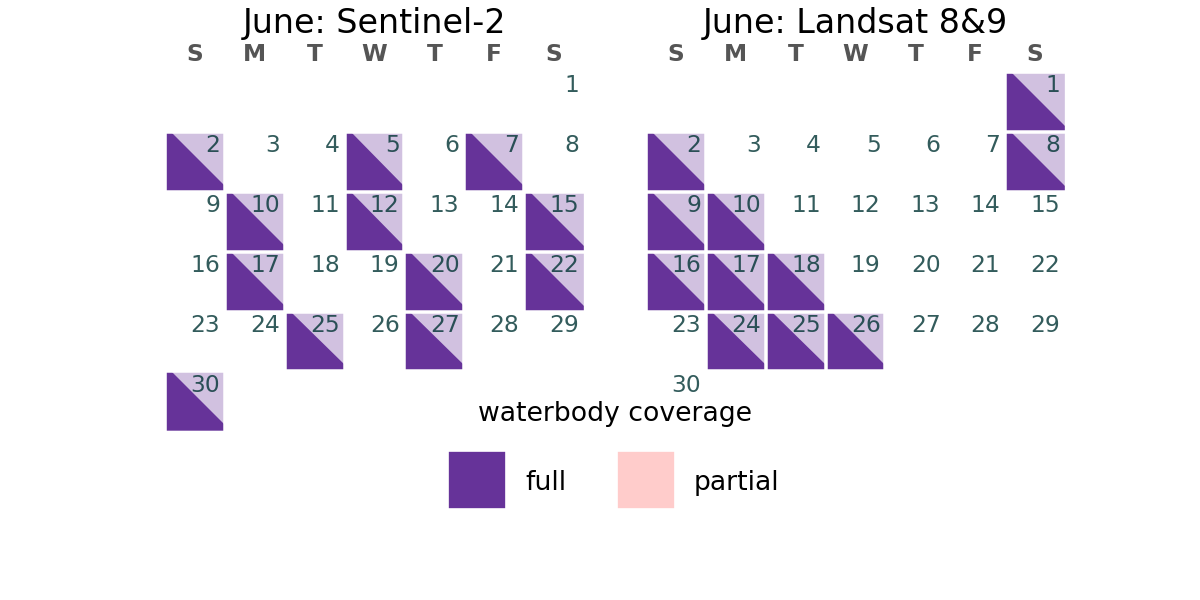 June: Sentinel-2
S M T W T F S
1
2 3 4 5 6 7 8
9 10 11 12 13 14 15
16 17 18 19 20 21 22
23 24 25 26 27 28 29
30
June: Landsat 8&9
S M T W T F S
1
2 3 4 5 6 7 8
9 10 11 12 13 14 15
16 17 18 19 20 21 22
23 24 25 26 27 28 29
30
waterbody coverage
full partial